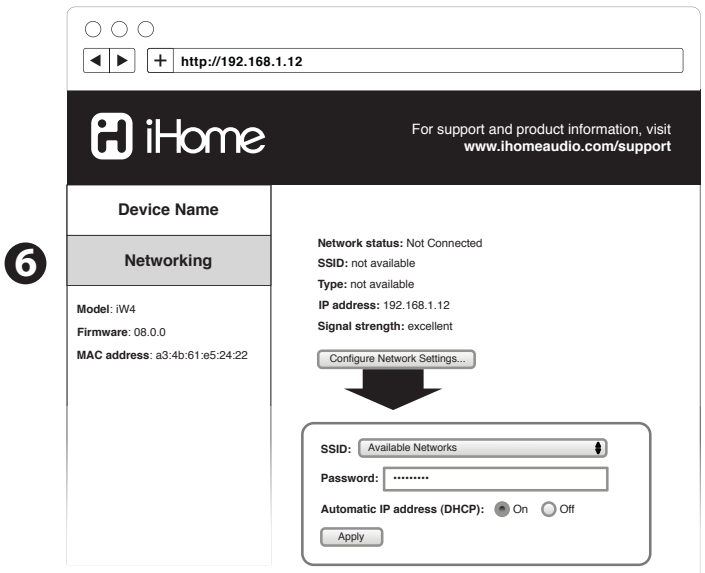 http://192.168.1.12
iHome
For support and product information, visit
www.ihomeaudio.com/support
Device Name
6
Networking
Model: iW4
Firmware: 08.0.0
MAC address: a3:4b:61:e5:24:22
Network status: Not Connected
SSID: not available
Type: not available
IP address: 192.168.1.12
Signal strength: excellent
Configure Network Settings...
SSID: Available Networks
Password: •••••••••
Automatic IP address (DHCP): On Off
Apply